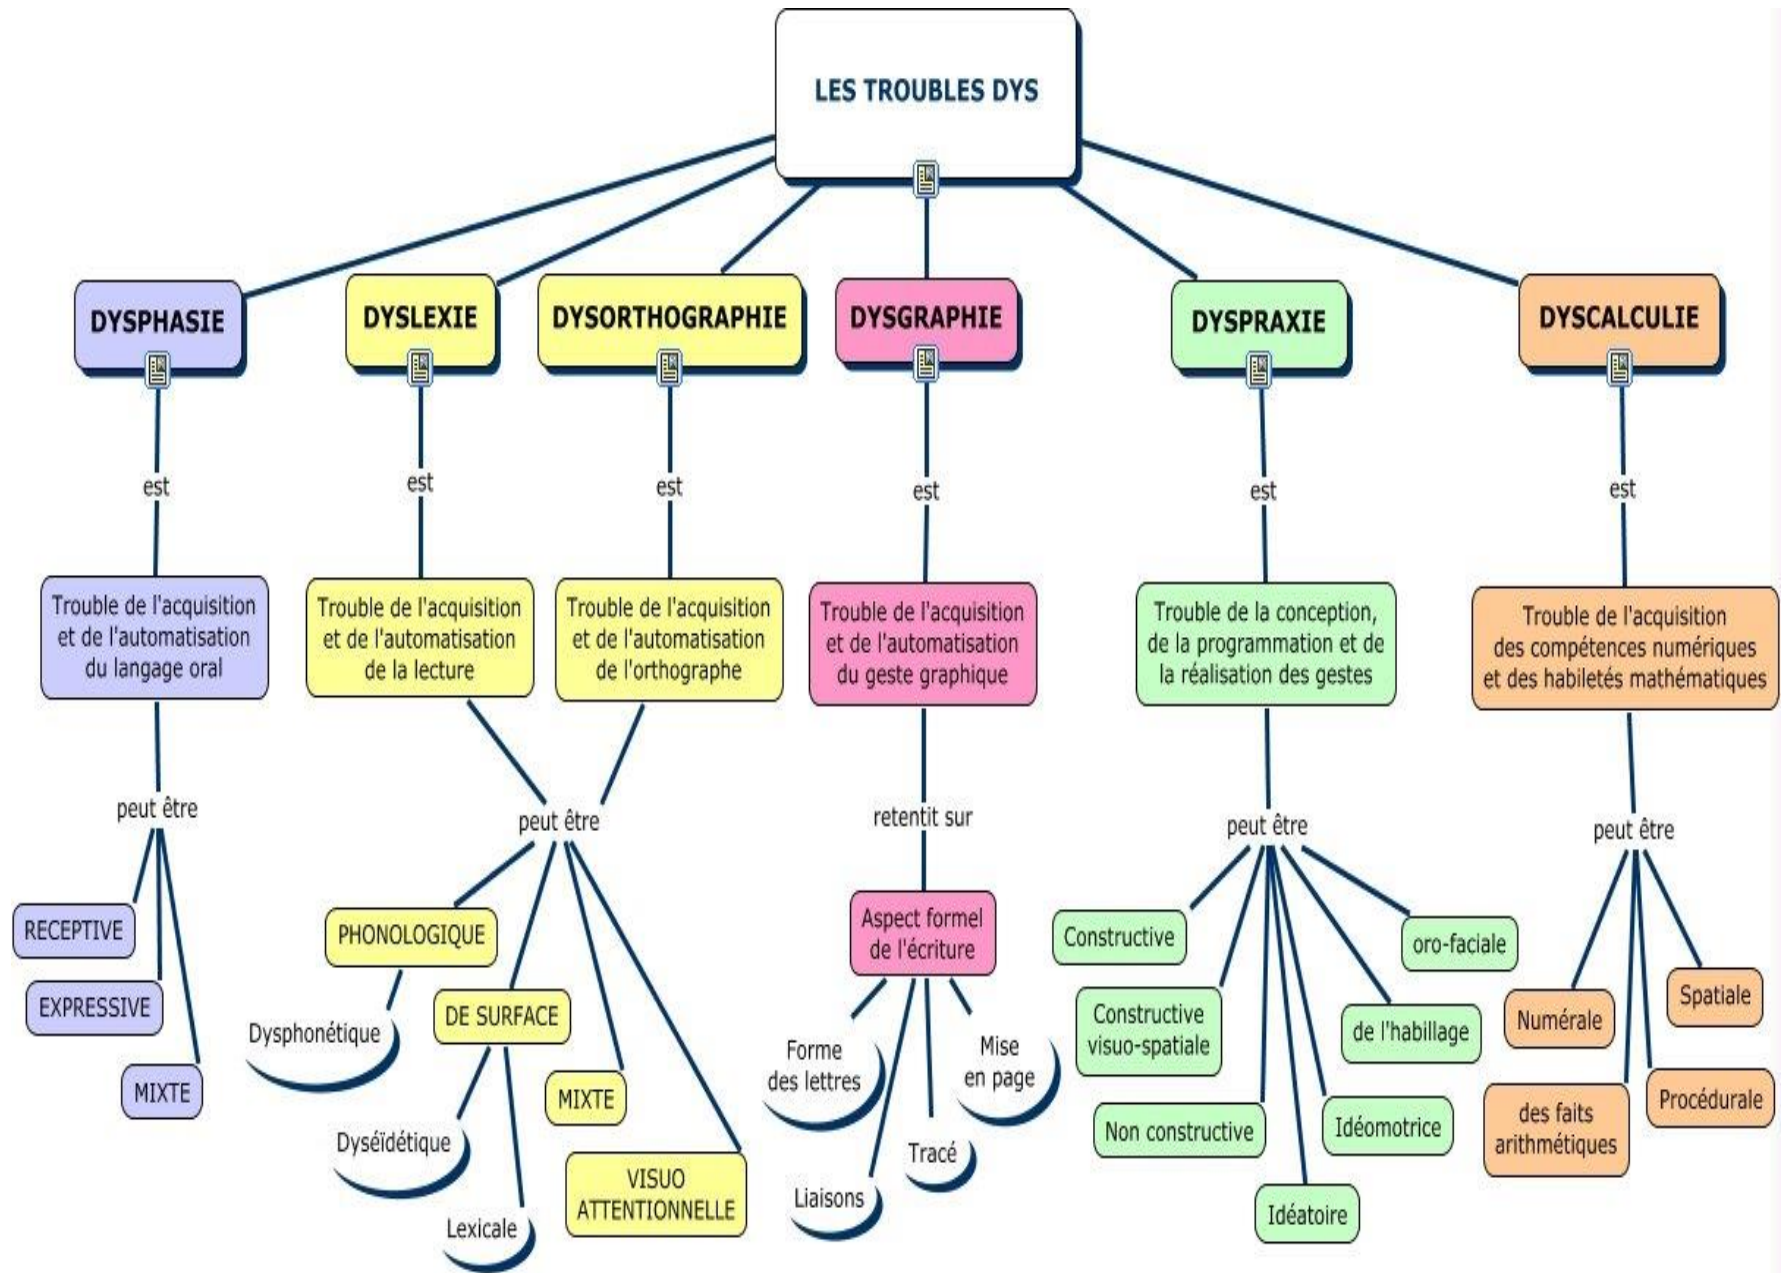 LES TROUBLES DYS
DYSPHASIE
DYSLEXIE
DYSORTHOGRAPHIE
DYSGRAPHIE
DYSPRAXIE
DYSCALCULIE
est
est
est
est
est
est
Trouble de l'acquisition
et de l'automatisation
du langage oral
Trouble de l'acquisition
et de l'automatisation
de la lecture
Trouble de l'acquisition
et de l'automatisation
de l'orthographe
Trouble de l'acquisition
et de l'automatisation
du geste graphique
Trouble de la conception,
de la programmation et de
la réalisation des gestes
Trouble de l'acquisition
des compétences numériques
et des habiletés mathématiques
peut être
peut être
retentit sur
peut être
peut être
RECEPTIVE
EXPRESSIVE
MIXTE
PHONOLOGIQUE
Dysphonétique
DE SURFACE
Dyséïdétique
Lexicale
MIXTE
VISUO
ATTENTIONNELLE
Aspect formel
de l'écriture
Forme
des lettres
Liaisons
Tracé
Mise
en page
Constructive
Constructive
visuo-spatiale
Non constructive
Idéatoire
Idéomotrice
de l'habillage
oro-faciale
Numérale
des faits
arithmétiques
Procédurale
Spatiale